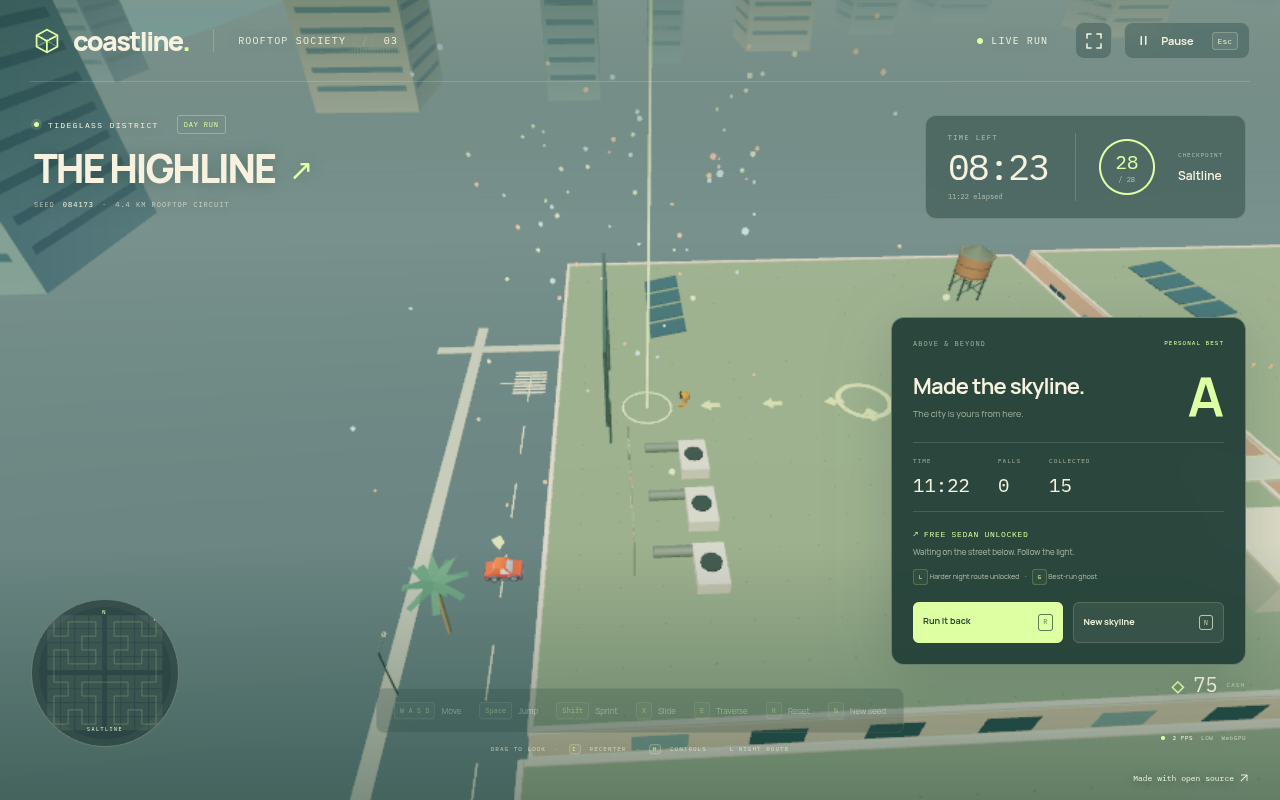 coastline.
ROOFTOP SOCIETY / 03
LIVE RUN
Pause Esc
TIDEGLASS DISTRICT DAY RUN
THE HIGHLINE ↗
SEED 084173 · 4.4 KM ROOFTOP CIRCUIT
TIME LEFT
08:23
11:22 elapsed
28
/ 28
CHECKPOINT
Saltline
ABOVE & BEYOND PERSONAL BEST
Made the skyline. A
The city is yours from here.
TIME FALLS COLLECTED
11:22 0 15
↗ FREE SEDAN UNLOCKED
Waiting on the street below. Follow the light.
L Harder night route unlocked · G Best-run ghost
Run it back R
New skyline N
75 CASH
N
SALTLINE
W A S D Move Space Jump Shift Sprint X Slide E Traverse R Reset N New seed
DRAG TO LOOK · RECENTER · CONTROLS · L NIGHT ROUTE
2 FPS LOW WebGPU
Made with open source ↗